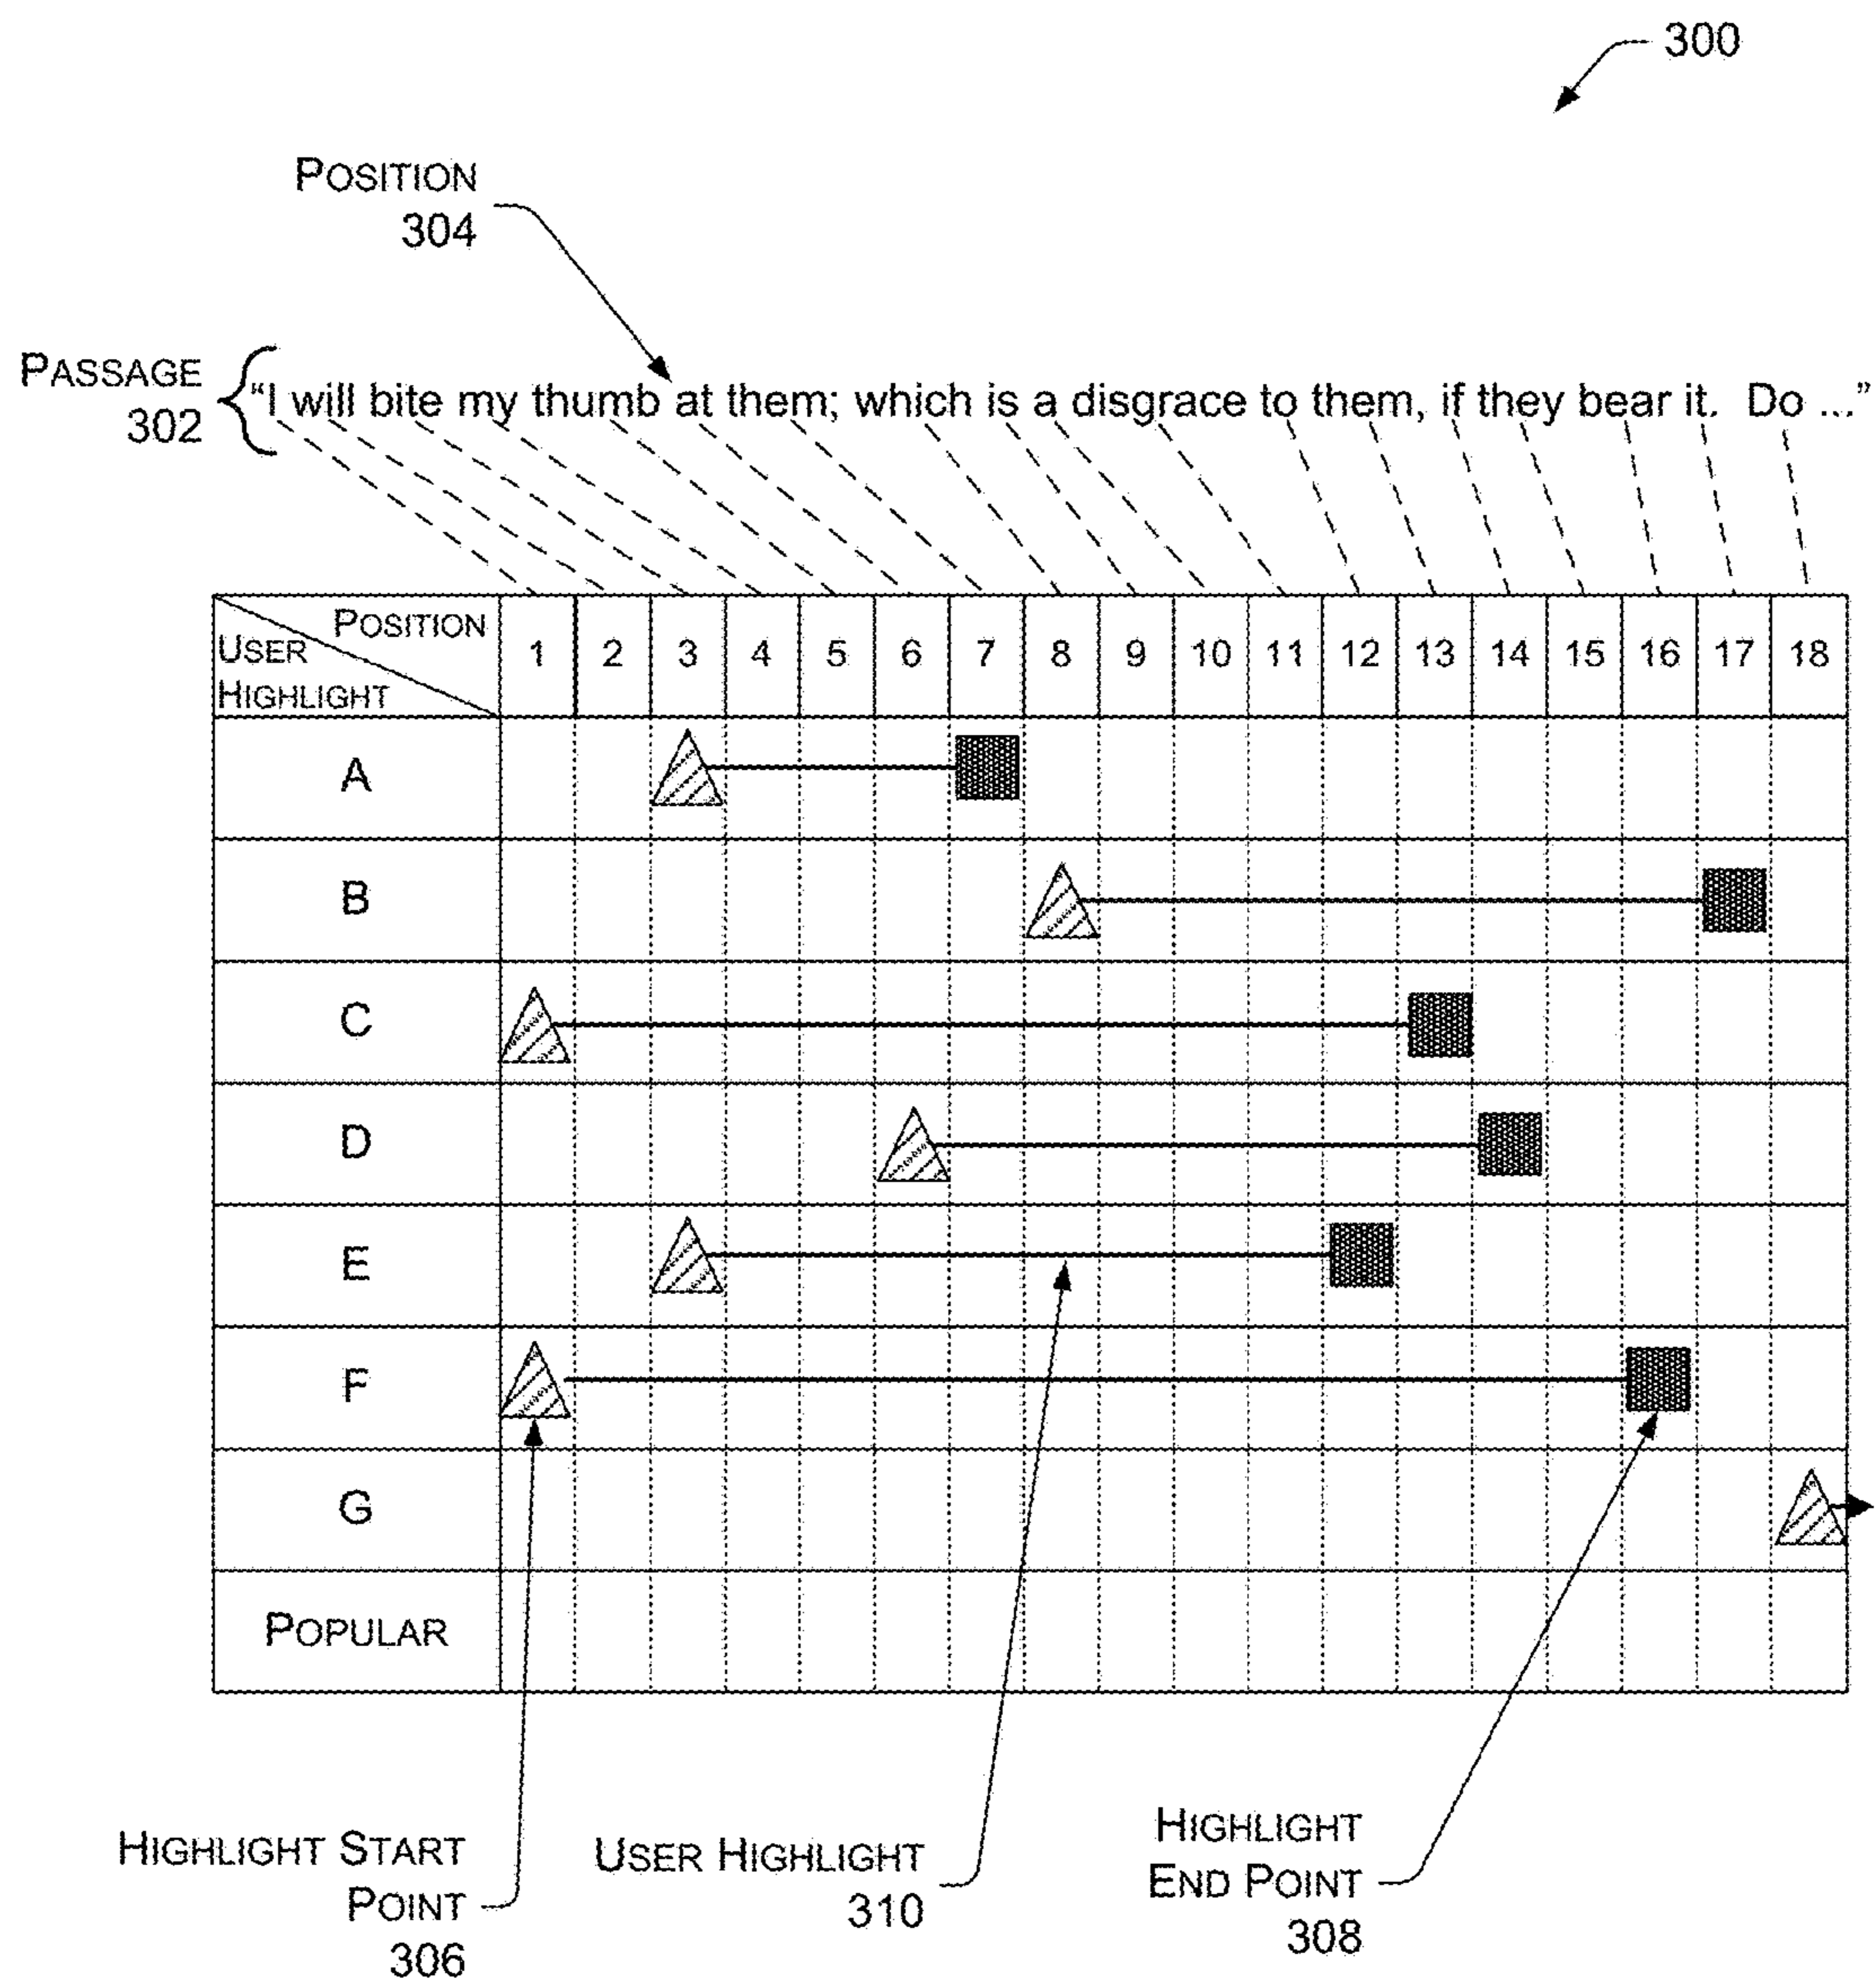 300
POSITION
304
PASSAGE
302
“I will bite my thumb at them; which is a disgrace to them, if they bear it.  Do ...”
POSITION
USER
HIGHLIGHT
1 2 3 4 5 6 7 8 9 10 11 12 13 14 15 16 17 18
A
B
C
D
E
F
G
POPULAR
HIGHLIGHT START
POINT
306
USER HIGHLIGHT
310
HIGHLIGHT
END POINT
308